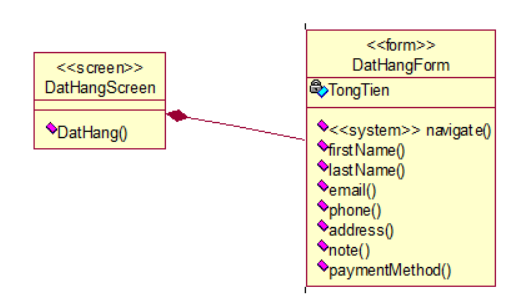 <<screen>>
DatHangScreen
DatHang()
<<form>>
DatHangForm
TongTien
<<system>> navigate()
firstName()
lastName()
email()
phone()
address()
note()
paymentMethod()